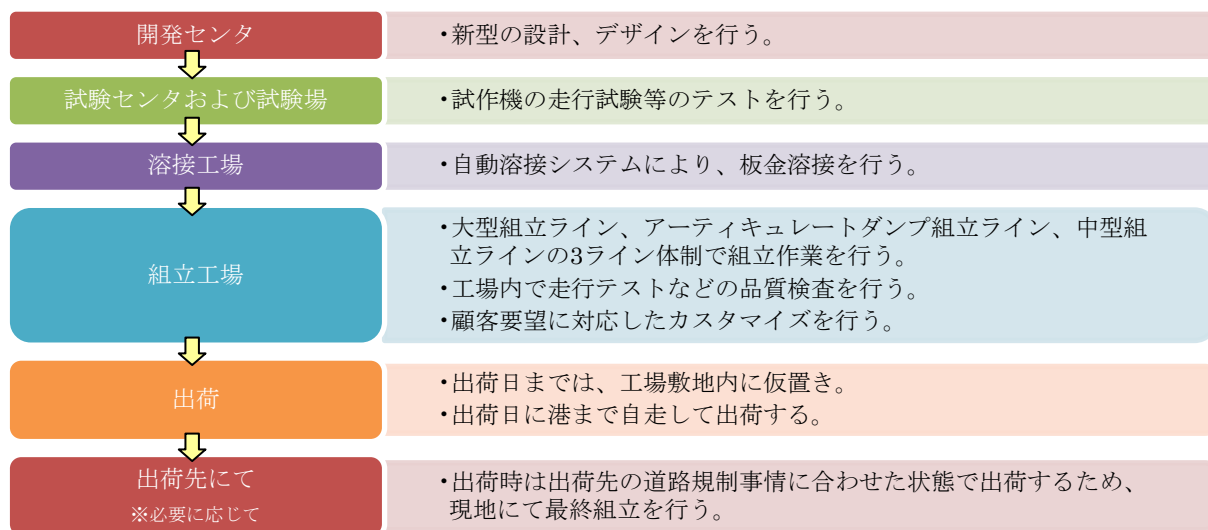 開発センタ
・新型の設計、デザインを行う。
試験センタおよび試験場
・試作機の走行試験等のテストを行う。
溶接工場
・自動溶接システムにより、板金溶接を行う。
組立工場
・大型組立ライン、アーティキュレートダンプ組立ライン、中型組
立ラインの3ライン体制で組立作業を行う。
・工場内で走行テストなどの品質検査を行う。
・顧客要望に対応したカスタマイズを行う。
出荷
・出荷日までは、工場敷地内に仮置き。
・出荷日に港まで自走して出荷する。
出荷先にて
※必要に応じて
・出荷時は出荷先の道路規制事情に合わせた状態で出荷するため、
現地にて最終組立を行う。